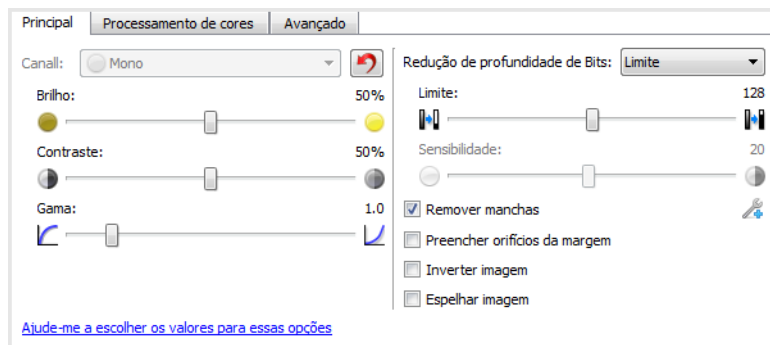 Principal
Processamento de cores
Avançado
Canall:
Mono
Brilho:
50%
Contraste:
50%
Gama:
1.0
Ajude-me a escolher os valores para essas opções
Redução de profundidade de Bits:
Limite
Limite:
128
Sensibilidade:
20
Remover manchas
Preencher orifícios da margem
Inverter imagem
Espelhar imagem